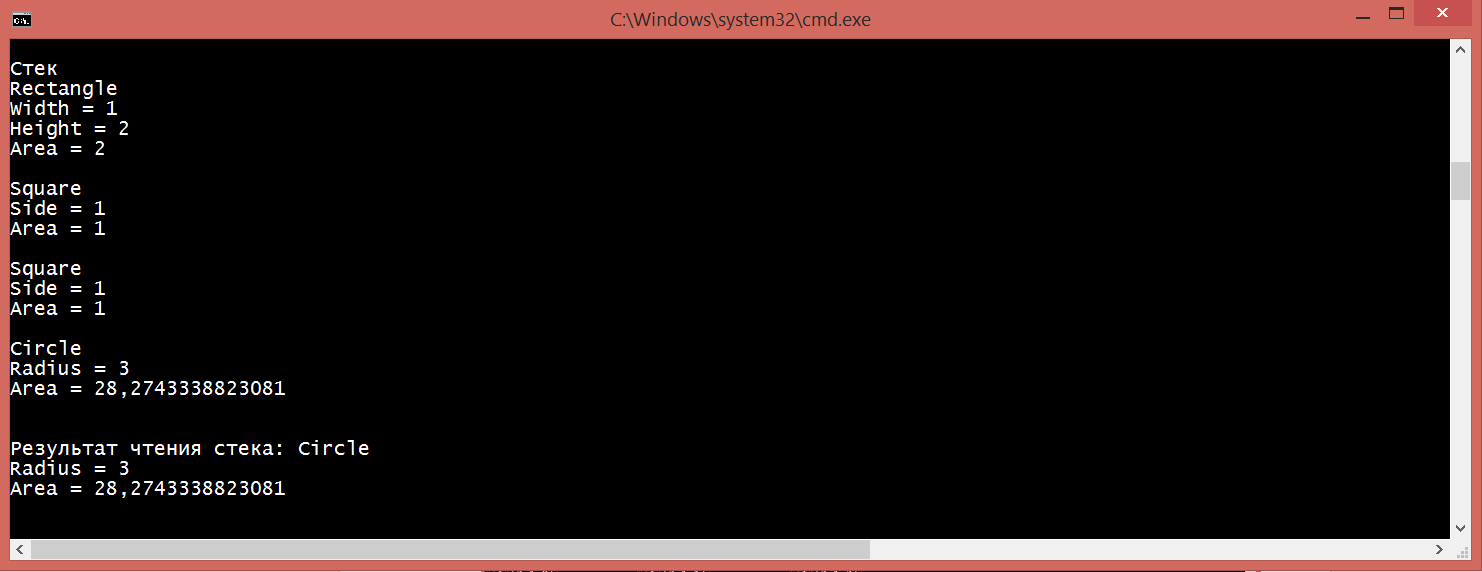 C:\Windows\system32\cmd.exe
Стек
Rectangle
Width = 1
Height = 2
Area = 2
Square
Side = 1
Area = 1
Square
Side = 1
Area = 1
Circle
Radius = 3
Area = 28,2743338823081
Результат чтения стека: Circle
Radius = 3
Area = 28,2743338823081